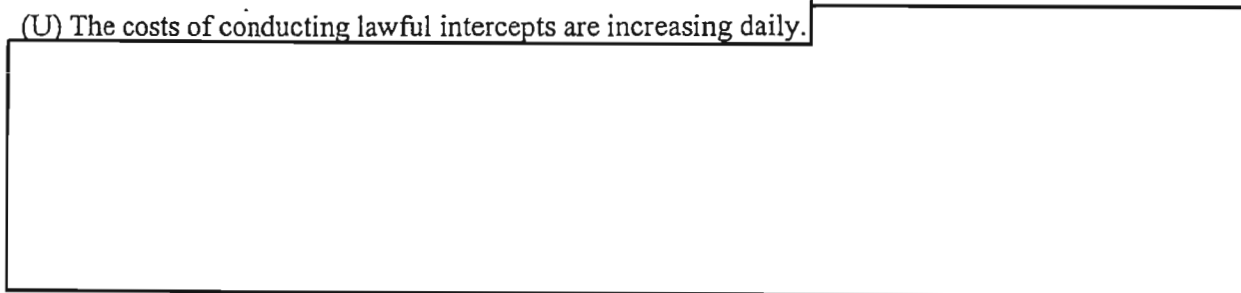 (U) The costs of conducting lawful intercepts are increasing daily.